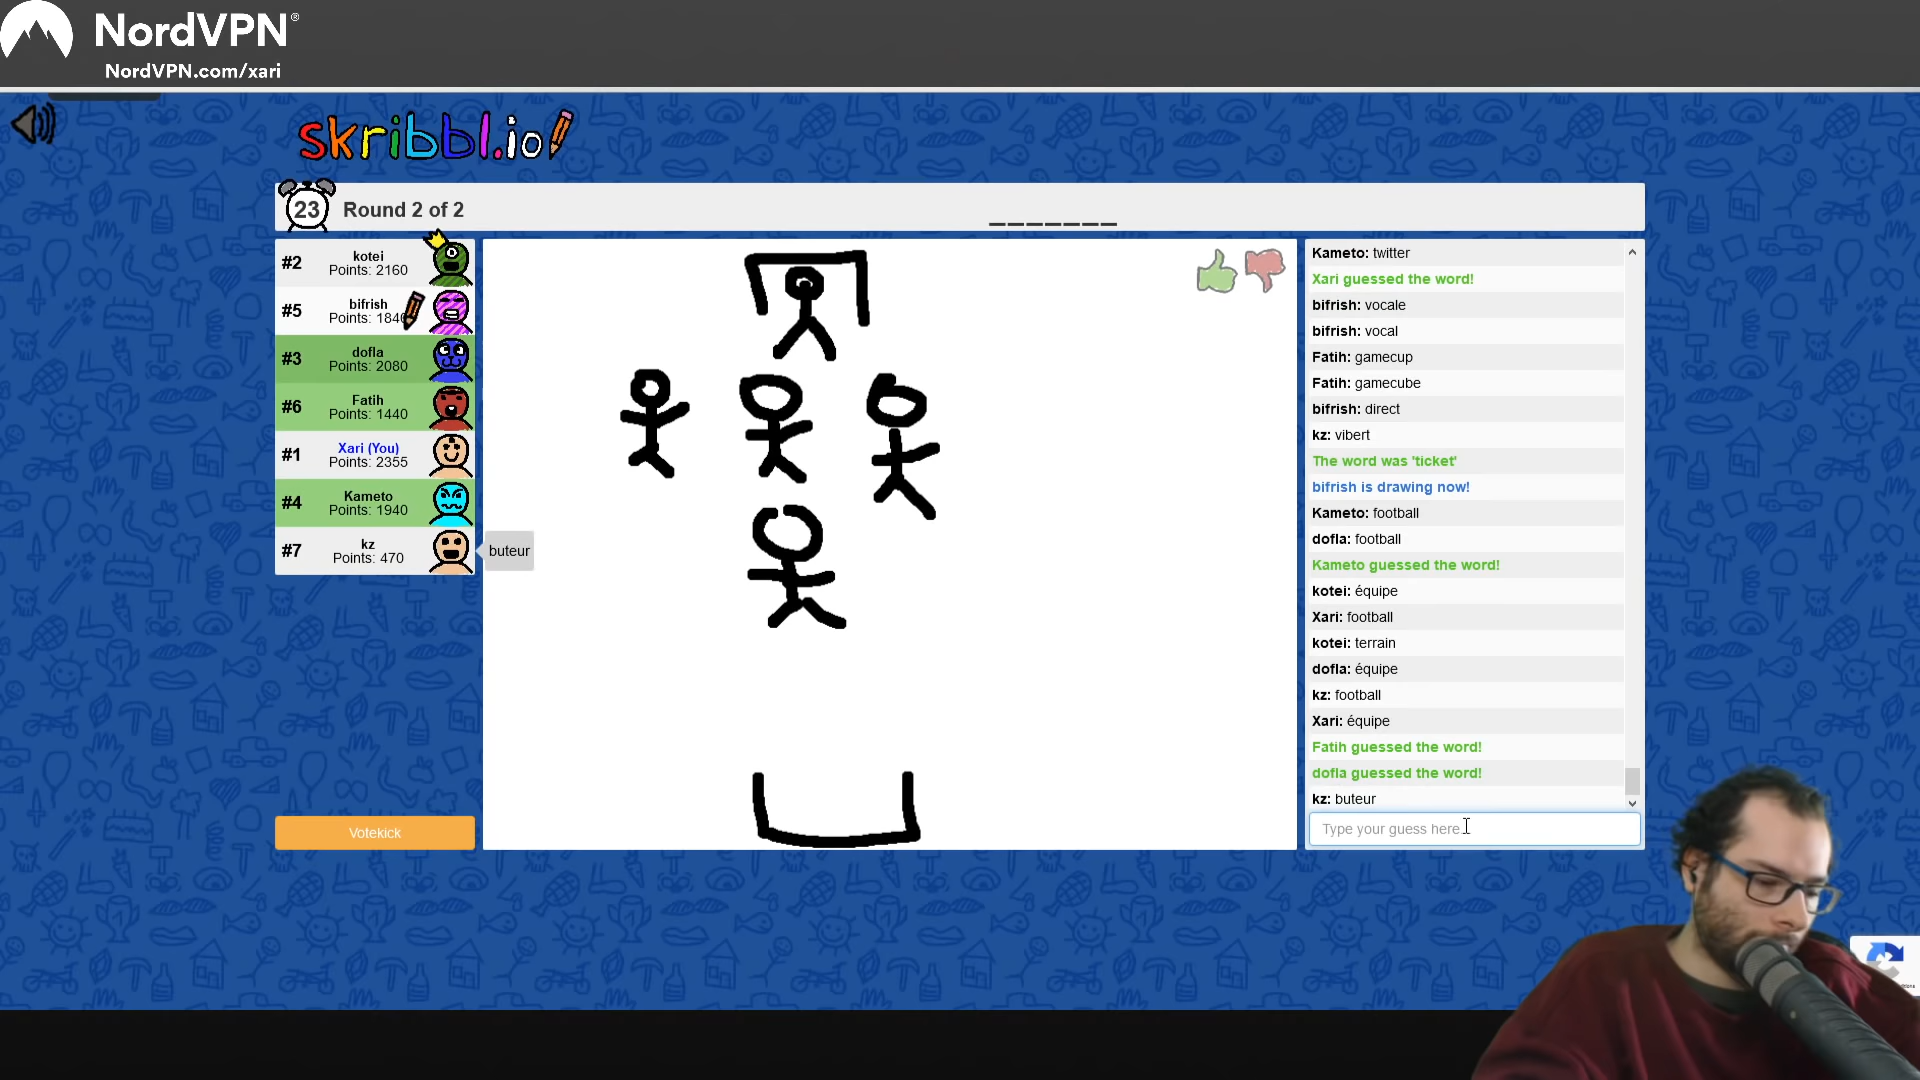 NordVPN®
NordVPN.com/xari
skribbl.io
23
Round 2 of 2
_______
#2
kotei
Points: 2160
#5
bifrish
Points: 1840
#3
dofla
Points: 2080
#6
Fatih
Points: 1440
#1
Xari (You)
Points: 2355
#4
Kameto
Points: 1940
#7
kz
Points: 470
buteur
Votekick
Kameto: twitter
Xari guessed the word!
bifrish: vocale
bifrish: vocal
Fatih: gamecup
Fatih: gamecube
bifrish: direct
kz: vibert
The word was 'ticket'
bifrish is drawing now!
Kameto: football
dofla: football
Kameto guessed the word!
kotei: équipe
Xari: football
kotei: terrain
dofla: équipe
kz: football
Xari: équipe
Fatih guessed the word!
dofla guessed the word!
kz: buteur
Type your guess here